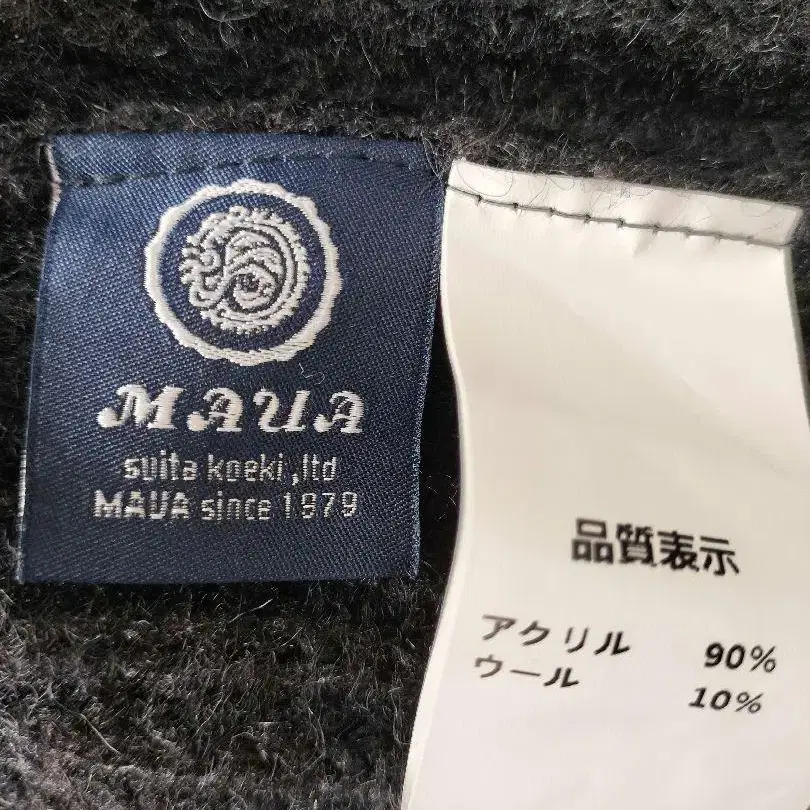 MAUA
suita koeki ,ltd
MAUA since 1979
品質表示
アクリル 90%
ウール 10%